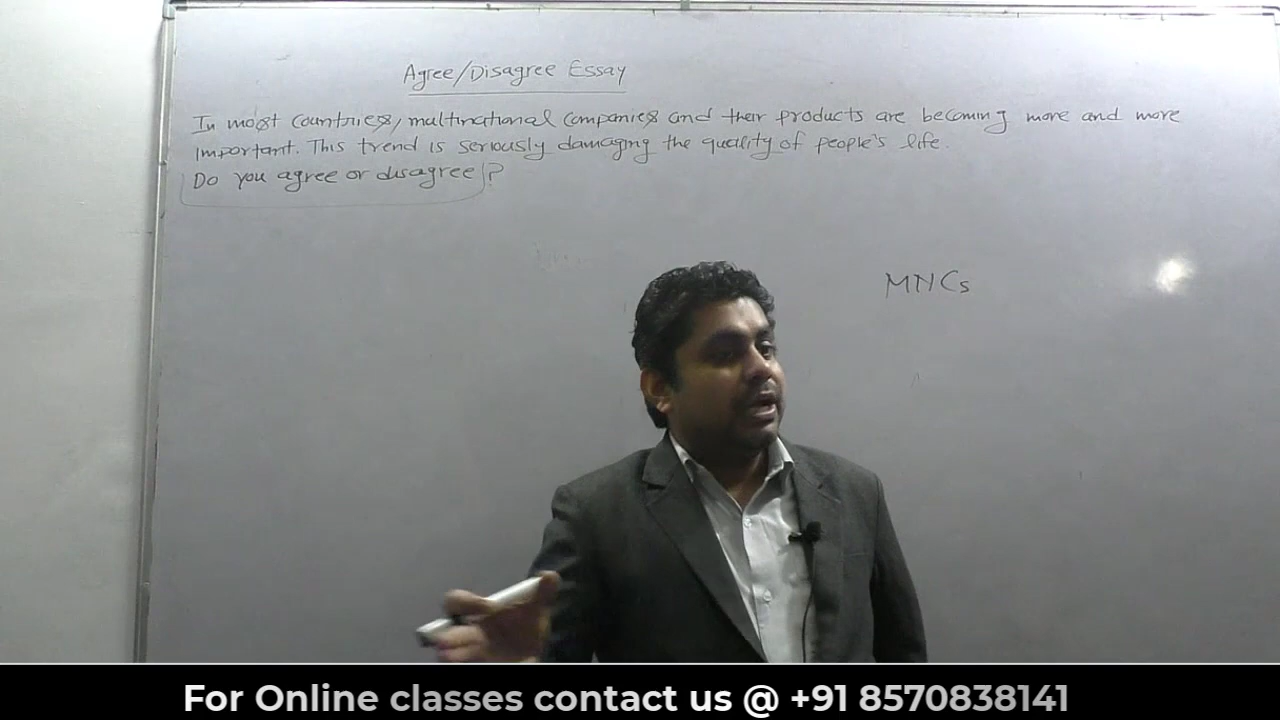 Agree/Disagree Essay
In most countries, multinational companies and their products are becoming more and more
important. This trend is seriously damaging the quality of people's life.
Do you agree or disagree?
MNCs
For Online classes contact us @ +91 8570838141